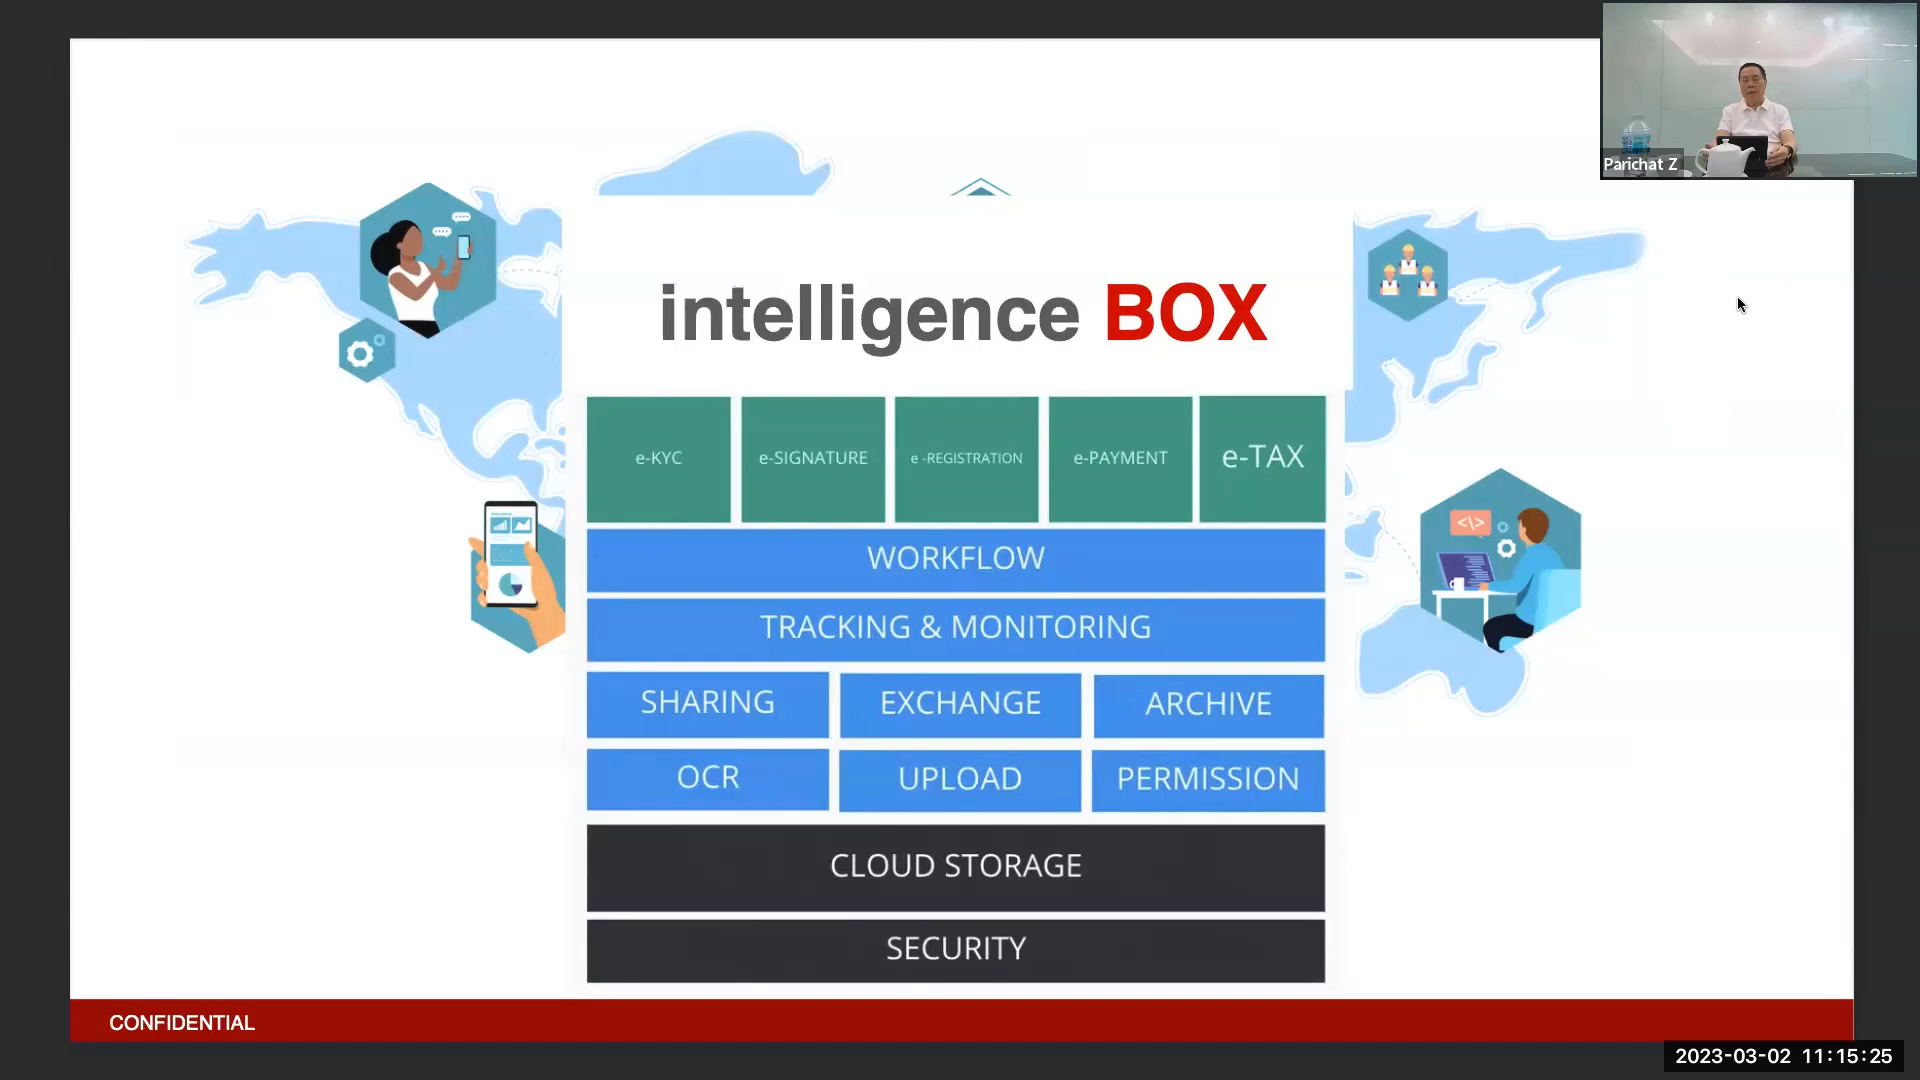 Parichat Z
intelligence BOX
e-KYC
e-SIGNATURE
e -REGISTRATION
e-PAYMENT
e-TAX
WORKFLOW
TRACKING & MONITORING
SHARING
EXCHANGE
ARCHIVE
OCR
UPLOAD
PERMISSION
CLOUD STORAGE
SECURITY
</>
CONFIDENTIAL
2023-03-02 11:15:25